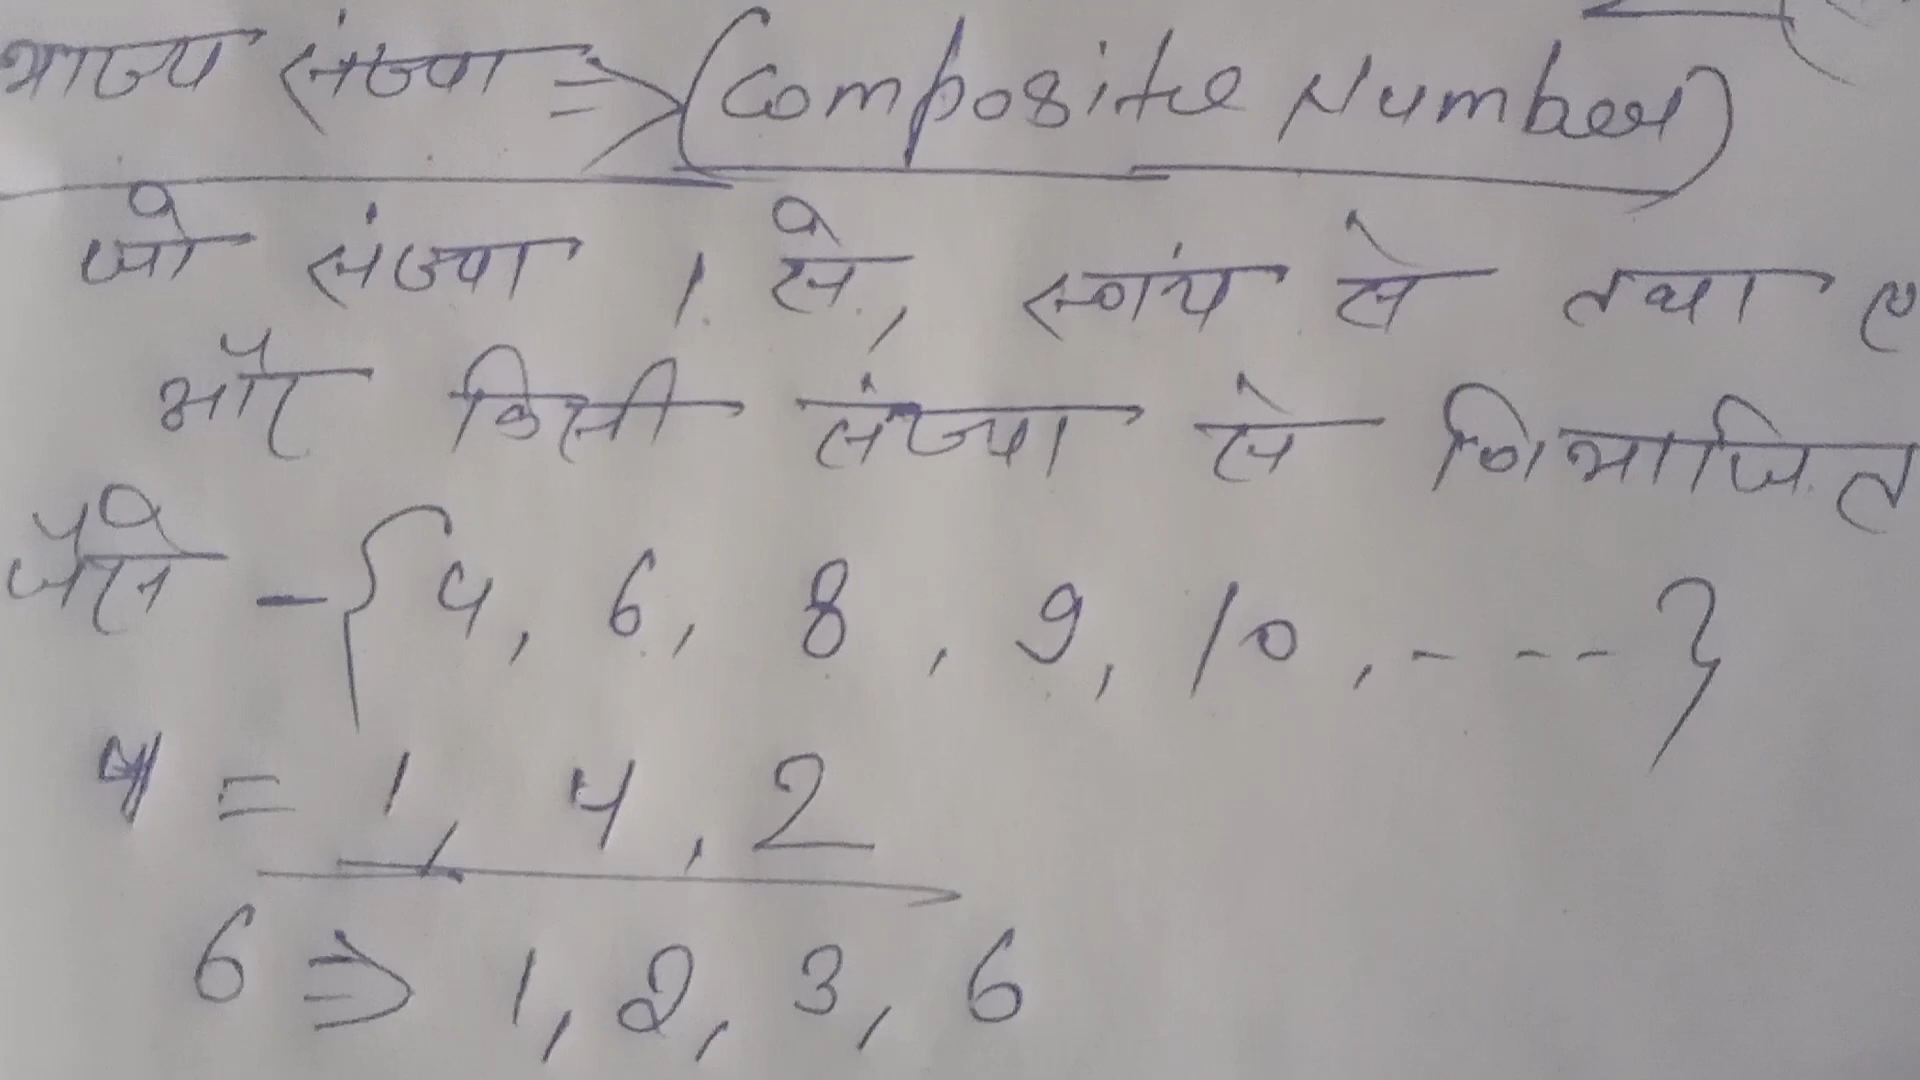 भाज्य संख्या ⇒ (Composite Number)
जो संख्या 1 से, स्वंय से तथा
और किसी संख्या से विभाजित
जैसे - {4, 6, 8, 9, 10, - - - -}
4 = 1, 4, 2
6 ⇒ 1, 2, 3, 6